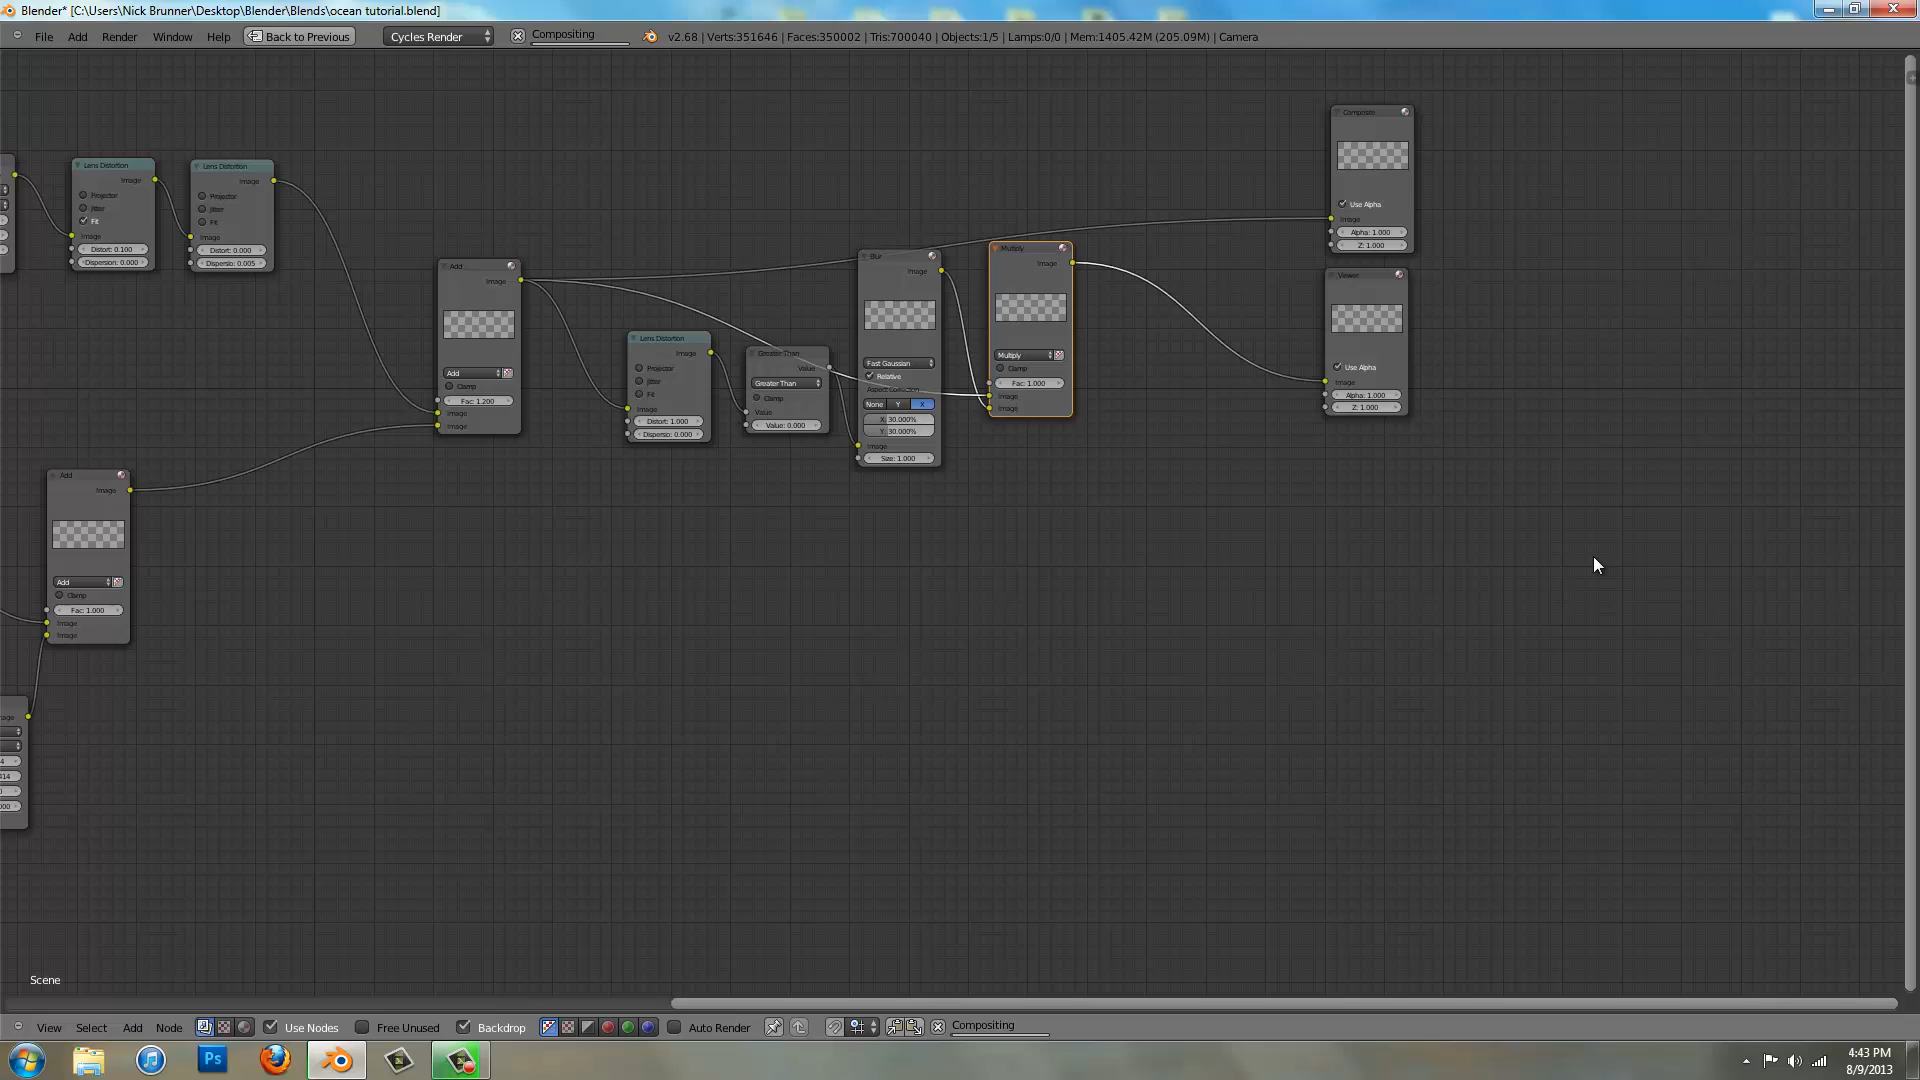 Blender* [C:\Users\Nick Brunner\Desktop\Blender\Blends\ocean tutorial.blend]
File Add Render Window Help Back to Previous Cycles Render Compositing v2.68 | Verts:351646 | Faces:350002 | Tris:700040 | Objects:1/5 | Lamps:0/0 | Mem:1405.42M (205.09M) | Camera
Lens Distortion
Image
Projector
Jitter
Fit
Image
Distort: 0.100
Dispersion: 0.000
Lens Distortion
Image
Projector
Jitter
Fit
Image
Distort: 0.000
Dispersio: 0.005
Add
Image
Add
Clamp
Fac: 1.200
Image
Image
Lens Distortion
Image
Projector
Jitter
Fit
Image
Distort: 1.000
Dispersio: 0.000
Greater Than
Value
Greater Than
Clamp
Value
Value: 0.000
Blur
Image
Fast Gaussian
Relative
Aspect Correction
None Y X
X: 30.000%
Y: 30.000%
Image
Size: 1.000
Multiply
Image
Multiply
Clamp
Fac: 1.000
Image
Image
Composite
Use Alpha
Image
Alpha: 1.000
Z: 1.000
Viewer
Use Alpha
Image
Alpha: 1.000
Z: 1.000
Add
Image
Add
Clamp
Fac: 1.000
Image
Image
mage
4
414
000
Scene
View Select Add Node Use Nodes Free Unused Backdrop Auto Render Compositing
Ps
4:43 PM
8/9/2013